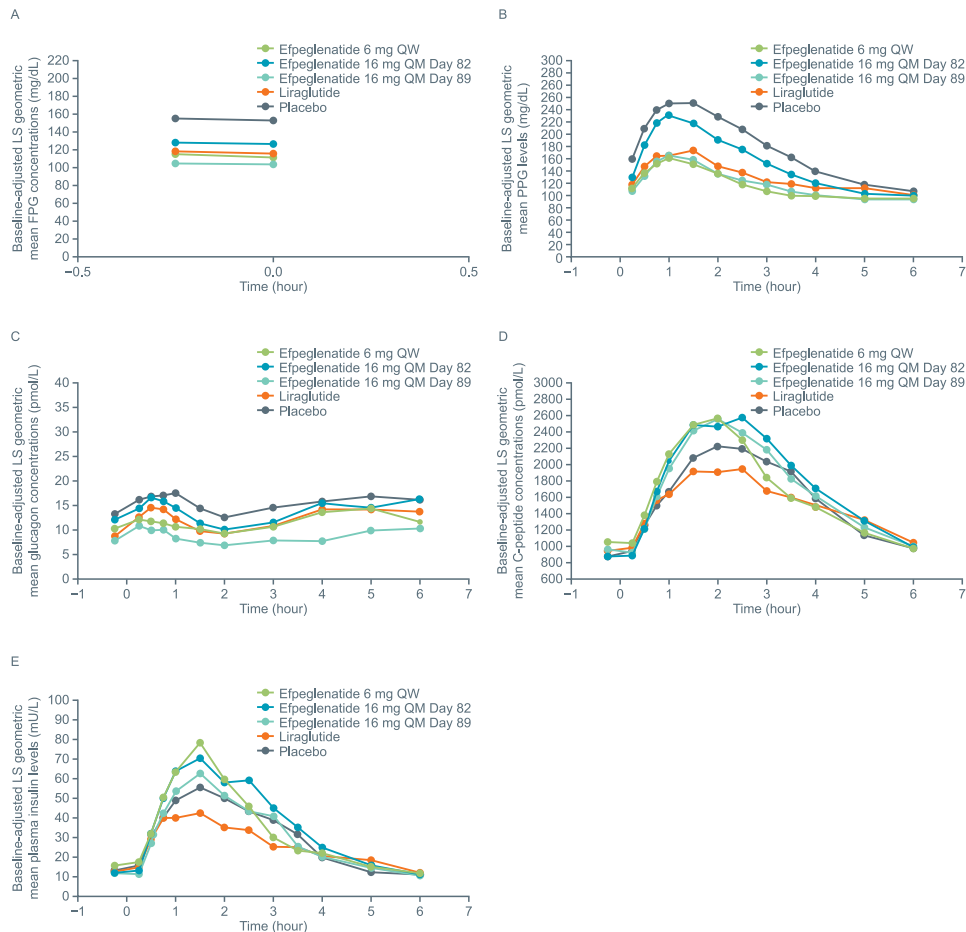 A
Efpeglenatide 6 mg QW
Efpeglenatide 16 mg QM Day 82
Efpeglenatide 16 mg QM Day 89
Liraglutide
Placebo
Baseline-adjusted LS geometric
mean FPG concentrations (mg/dL)
220
200
180
160
140
120
100
80
60
40
20
0
−0.5
0.0
0.5
Time (hour)
B
Efpeglenatide 6 mg QW
Efpeglenatide 16 mg QM Day 82
Efpeglenatide 16 mg QM Day 89
Liraglutide
Placebo
Baseline-adjusted LS geometric
mean PPG levels (mg/dL)
300
280
260
240
220
200
180
160
140
120
100
80
60
40
20
0
−1
0
1
2
3
4
5
6
7
Time (hour)
C
Efpeglenatide 6 mg QW
Efpeglenatide 16 mg QM Day 82
Efpeglenatide 16 mg QM Day 89
Liraglutide
Placebo
Baseline-adjusted LS geometric
mean glucagon concentrations (pmol/L)
40
35
30
25
20
15
10
5
0
−1
0
1
2
3
4
5
6
7
Time (hour)
D
Efpeglenatide 6 mg QW
Efpeglenatide 16 mg QM Day 82
Efpeglenatide 16 mg QM Day 89
Liraglutide
Placebo
Baseline-adjusted LS geometric
mean C-peptide concentrations (pmol/L)
3000
2800
2600
2400
2200
2000
1800
1600
1400
1200
1000
800
600
−1
0
1
2
3
4
5
6
7
Time (hour)
E
Efpeglenatide 6 mg QW
Efpeglenatide 16 mg QM Day 82
Efpeglenatide 16 mg QM Day 89
Liraglutide
Placebo
Baseline-adjusted LS geometric
mean plasma insulin levels (mU/L)
100
90
80
70
60
50
40
30
20
10
0
−1
0
1
2
3
4
5
6
7
Time (hour)